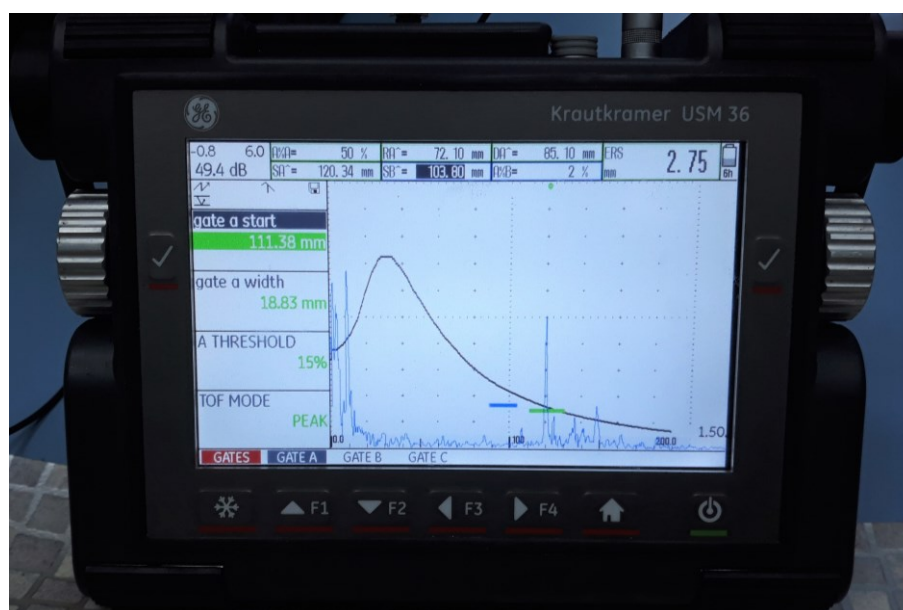 GE
Krautkramer USM 36
-0.8 6.0 A%A= 50 % RA^= 72.10 mm DA^= 85.10 mm ERS 2.75
49.4 dB SA^= 120.34 mm SB^= 103.80 mm A%B= 2 % mm 6h
gate a start
111.38 mm
gate a width
18.83 mm
A THRESHOLD
15%
TOF MODE
PEAK
0.0 100 200.0 1.50
GATES GATE A GATE B GATE C
F1 F2 F3 F4